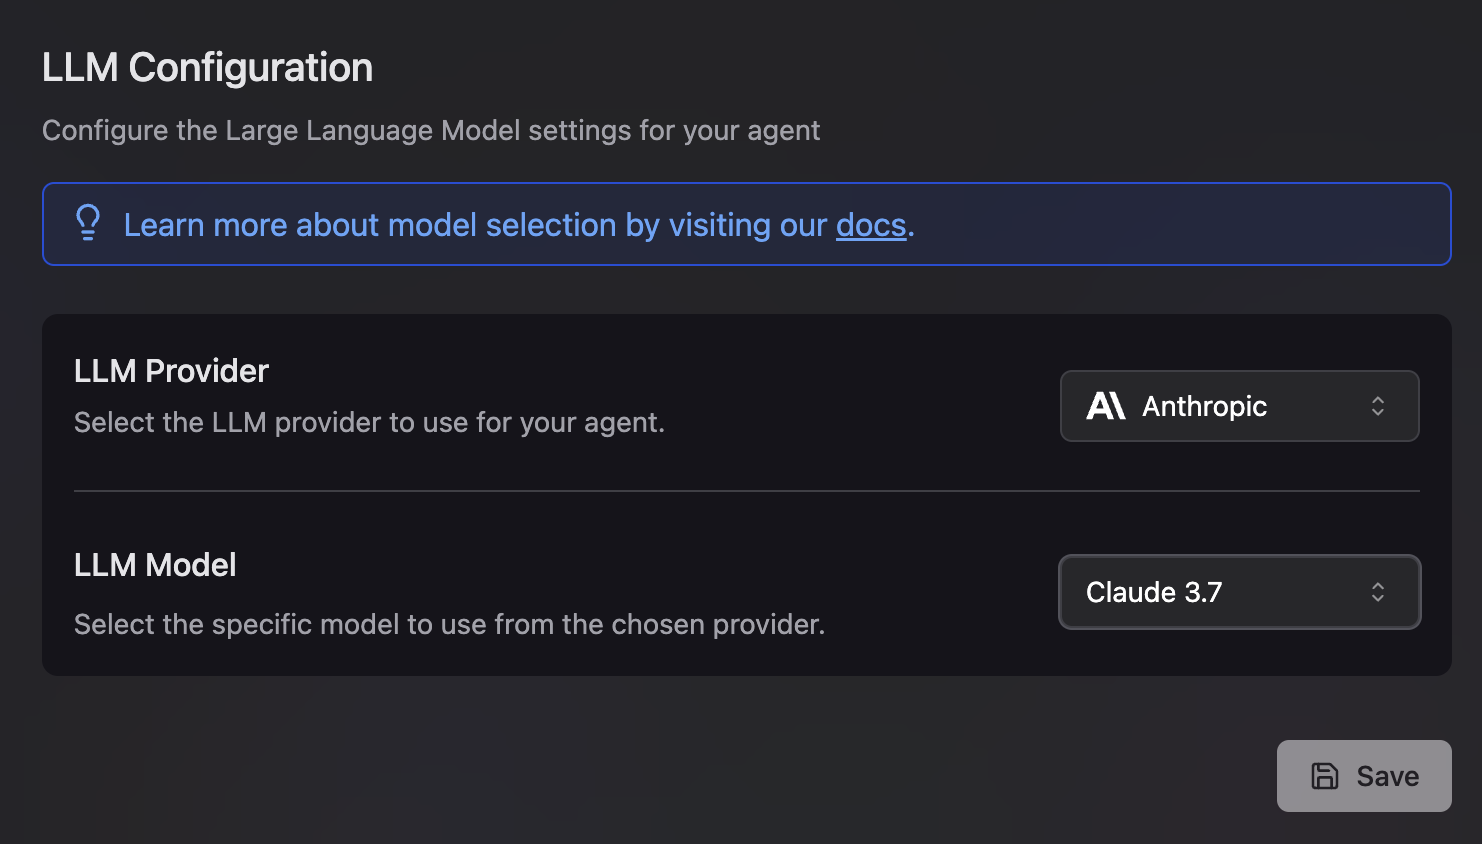 LLM Configuration
Configure the Large Language Model settings for your agent
Learn more about model selection by visiting our docs.
LLM Provider
Select the LLM provider to use for your agent.
Anthropic
LLM Model
Select the specific model to use from the chosen provider.
Claude 3.7
Save